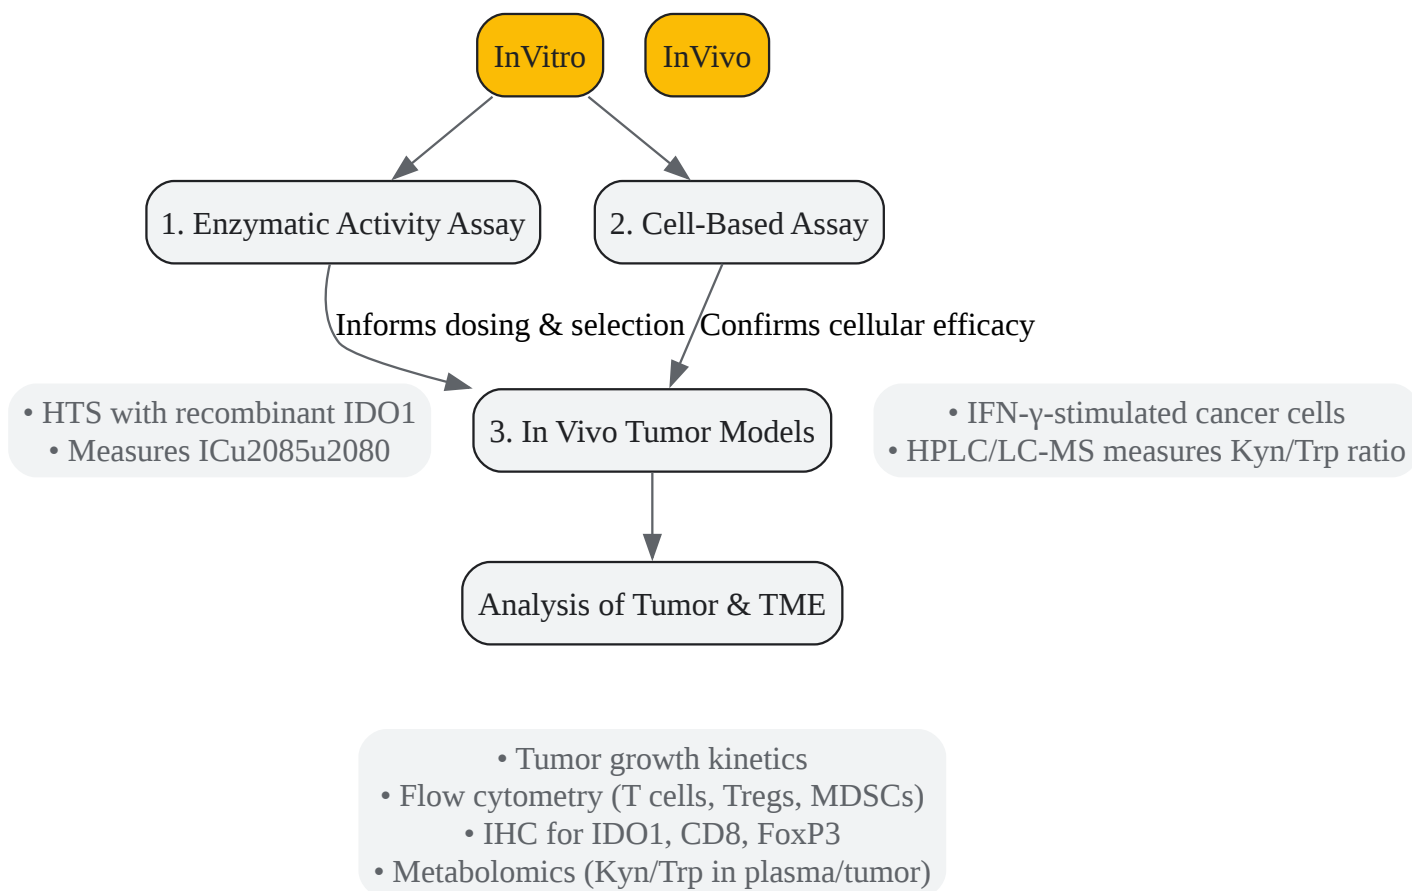 InVitro
InVivo
1. Enzymatic Activity Assay
2. Cell-Based Assay
Informs dosing & selection
Confirms cellular efficacy
• HTS with recombinant IDO1
• Measures ICu2085u2080
3. In Vivo Tumor Models
• IFN-γ-stimulated cancer cells
• HPLC/LC-MS measures Kyn/Trp ratio
Analysis of Tumor & TME
• Tumor growth kinetics
• Flow cytometry (T cells, Tregs, MDSCs)
• IHC for IDO1, CD8, FoxP3
• Metabolomics (Kyn/Trp in plasma/tumor)